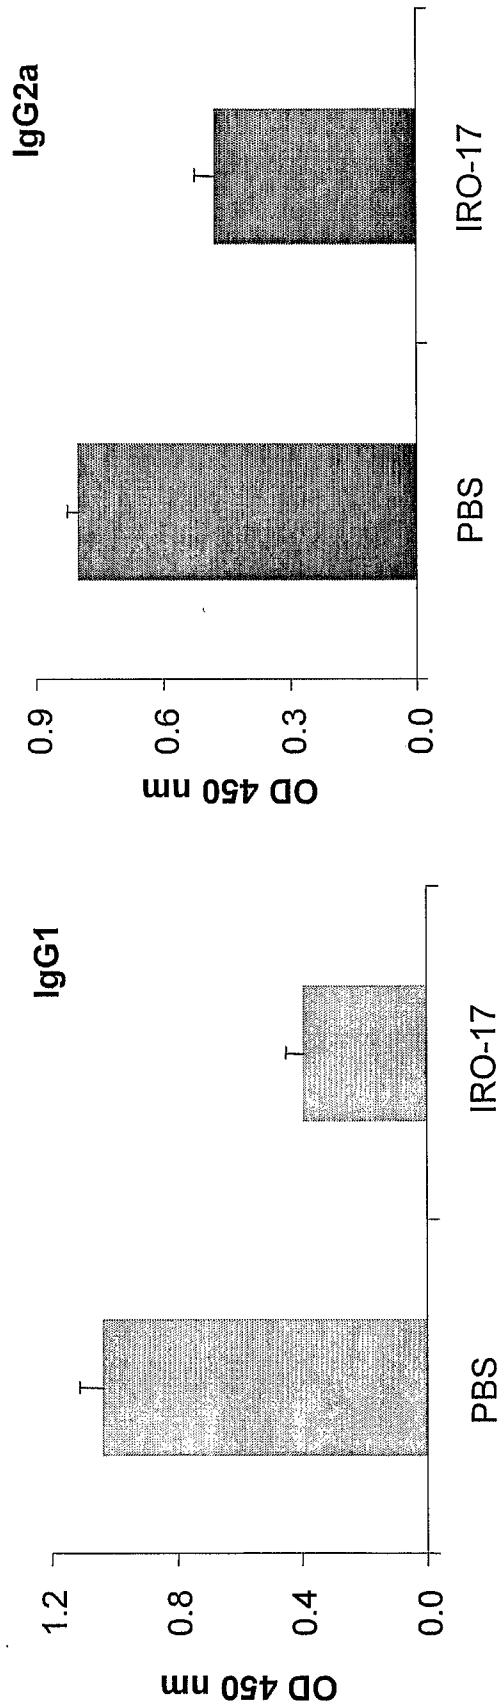 IgG1
OD 450 nm
1.2
0.8
0.4
0.0
PBS
IRO-17
IgG2a
OD 450 nm
0.9
0.6
0.3
0.0
PBS
IRO-17